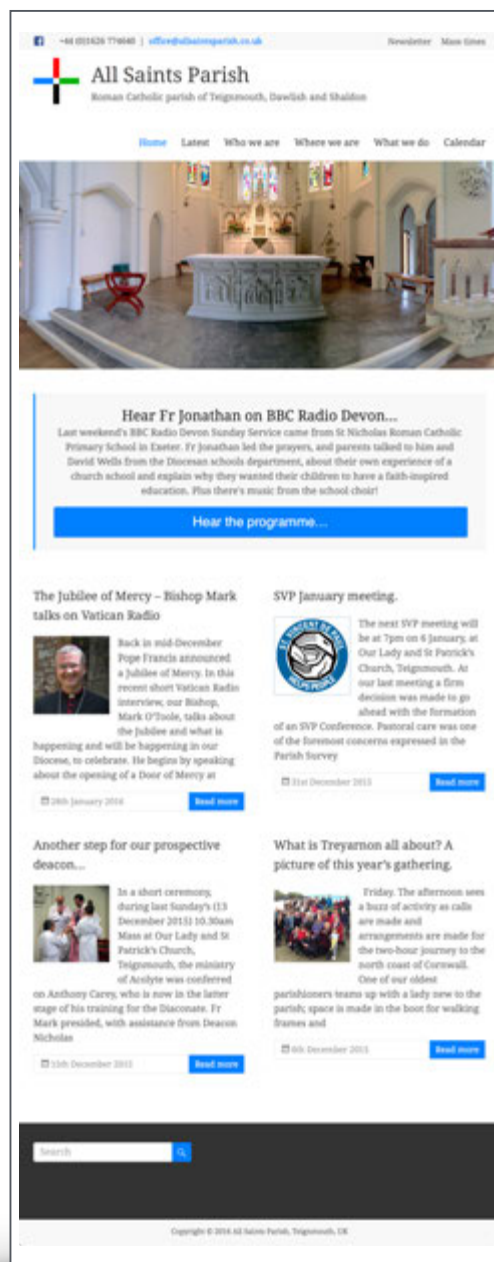 +44 (0)1626 774640 | office@allsaintsparish.co.uk Newsletter Mass times
All Saints Parish
Roman Catholic parish of Teignmouth, Dawlish and Shaldon
Home Latest Who we are Where we are What we do Calendar
Hear Fr Jonathan on BBC Radio Devon...
Last weekend's BBC Radio Devon Sunday Service came from St Nicholas Roman Catholic
Primary School in Exeter. Fr Jonathan led the prayers, and parents talked to him and
David Wells from the Diocesan schools department, about their own experience of a
church school and explain why they wanted their children to have a faith-inspired
education. Plus there's music from the school choir!
Hear the programme...
The Jubilee of Mercy – Bishop Mark
talks on Vatican Radio
Back in mid-December
Pope Francis announced
a Jubilee of Mercy. In this
recent short Vatican Radio
interview, our Bishop,
Mark O'Toole, talks about
the Jubilee and what is
happening and will be happening in our
Diocese, to celebrate. He begins by speaking
about the opening of a Door of Mercy at
28th January 2016 Read more
SVP January meeting.
ST. VINCENT DE PAUL
HELPS PEOPLE
The next SVP meeting will
be at 7pm on 6 January, at
Our Lady and St Patrick's
Church, Teignmouth. At
our last meeting a firm
decision was made to go
ahead with the formation
of an SVP Conference. Pastoral care was one
of the foremost concerns expressed in the
Parish Survey
31st December 2015 Read more
Another step for our prospective
deacon...
In a short ceremony,
during last Sunday's (13
December 2015) 10.30am
Mass at Our Lady and St
Patrick's Church,
Teignmouth, the ministry
of Acolyte was conferred
on Anthony Carey, who is now in the latter
stage of his training for the Diaconate. Fr
Mark presided, with assistance from Deacon
Nicholas
15th December 2015 Read more
What is Treyarnon all about? A
picture of this year's gathering.
Friday. The afternoon sees
a buzz of activity as calls
are made and
arrangements are made for
the two-hour journey to the
north coast of Cornwall.
One of our oldest
parishioners teams up with a lady new to the
parish; space is made in the boot for walking
frames and
6th December 2015 Read more
Search
Copyright © 2016 All Saints Parish, Teignmouth, UK